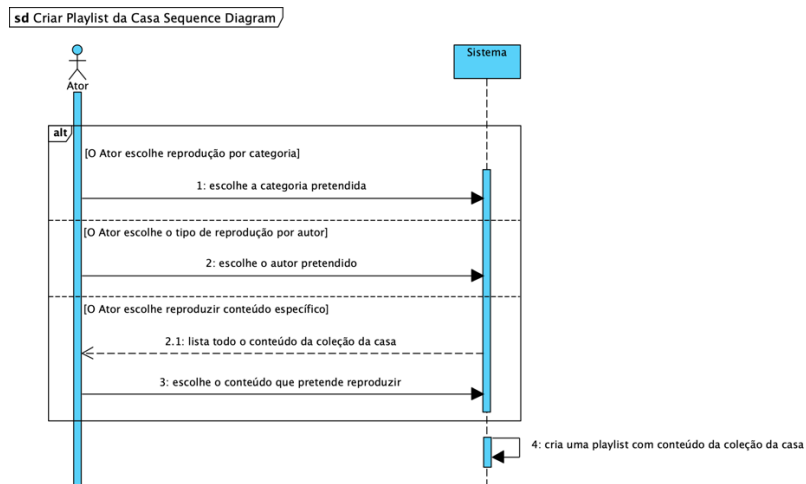 sd Criar Playlist da Casa Sequence Diagram
Sistema
Ator
alt
[O Ator escolhe reprodução por categoria]
1: escolhe a categoria pretendida
[O Ator escolhe o tipo de reprodução por autor]
2: escolhe o autor pretendido
[O Ator escolhe reproduzir conteúdo específico]
2.1: lista todo o conteúdo da coleção da casa
3: escolhe o conteúdo que pretende reproduzir
4: cria uma playlist com conteúdo da coleção da casa